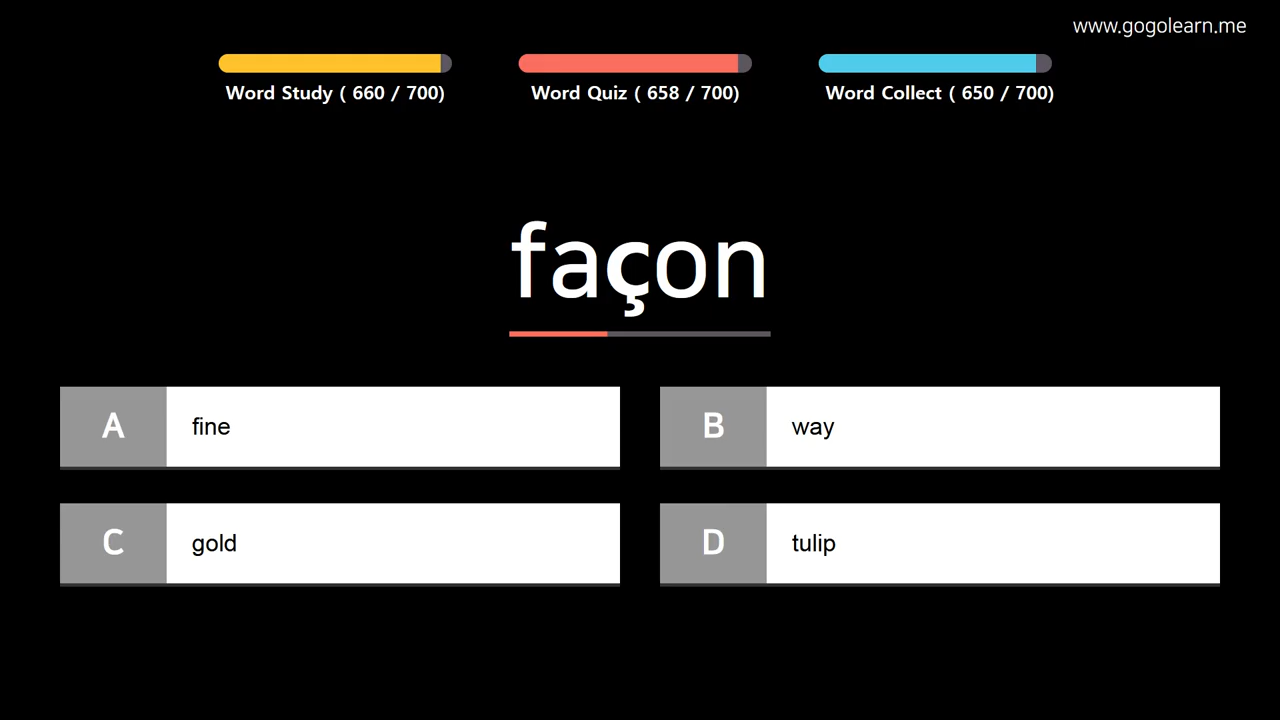 www.gogolearn.me
Word Study ( 660 / 700)
Word Quiz ( 658 / 700)
Word Collect ( 650 / 700)
façon
A fine
B way
C gold
D tulip